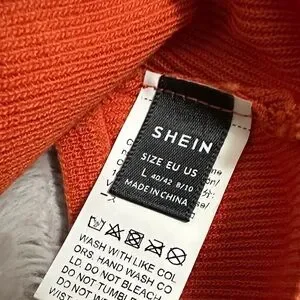 SHEIN
SIZE EU US
L 40/42 8/10
MADE IN CHINA
WASH WITH LIKE COL
ORS. HAND WASH CO
LD. DO NOT BLEACH
DO NOT TUMBLE